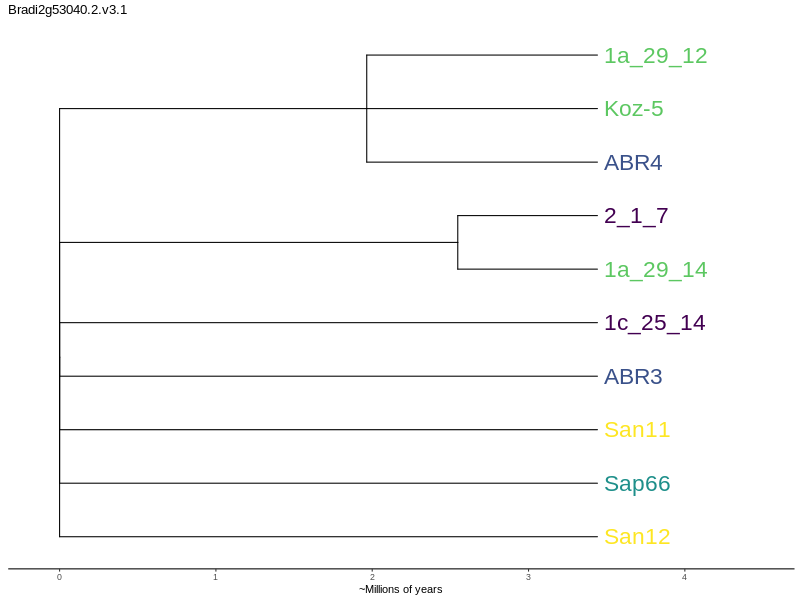 Bradi2g53040.2.v3.1
1a_29_12
Koz-5
ABR4
2_1_7
1a_29_14
1c_25_14
ABR3
San11
Sap66
San12
0 1 2 3 4
~Millions of years